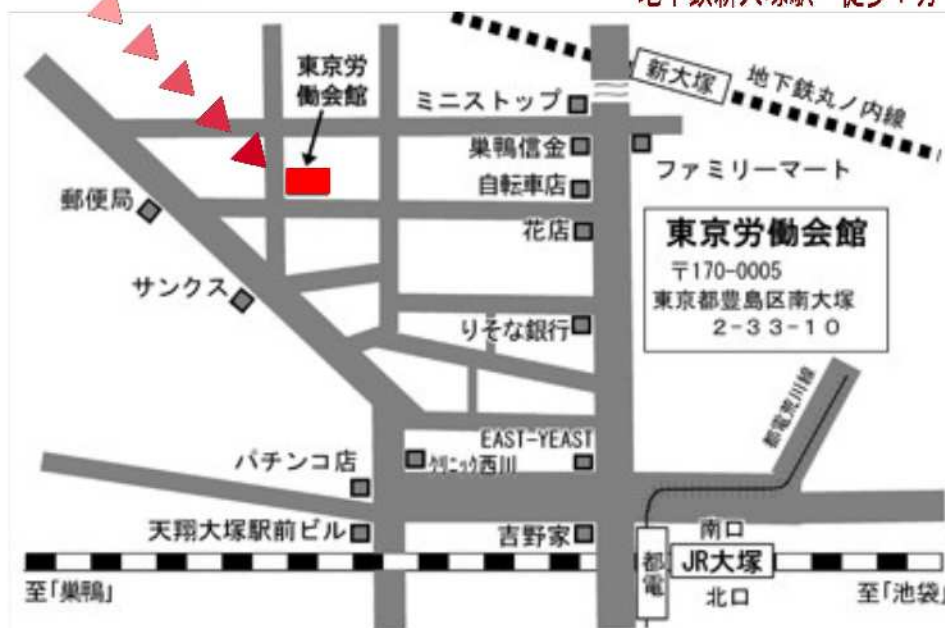 東京労
働会館
新大塚
地下鉄丸ノ内線
ミニストップ
巣鴨信金
ファミリーマート
自転車店
郵便局
花店
東京労働会館
〒170-0005
東京都豊島区南大塚
2-33-10
サンクス
りそな銀行
都電荒川線
EAST-YEAST
パチンコ店
クリニック西川
天翔大塚駅前ビル
吉野家
南口
都電
JR大塚
北口
至「巣鴨」
至「池袋」